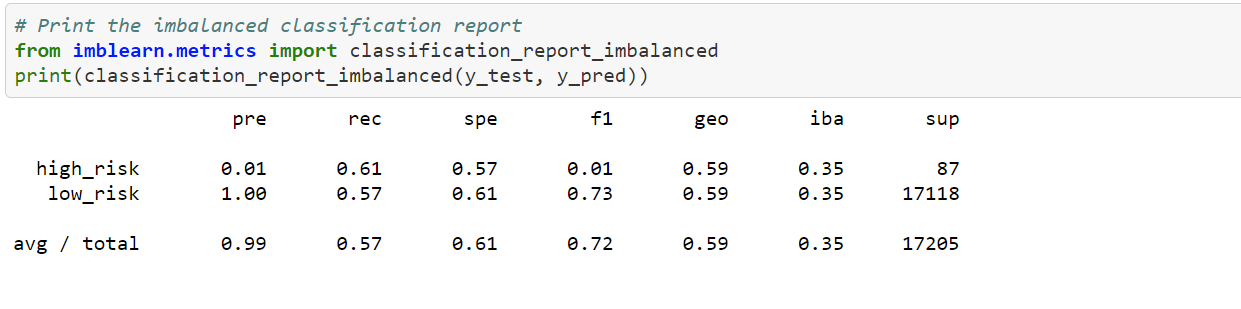 # Print the imbalanced classification report
from imblearn.metrics import classification_report_imbalanced
print(classification_report_imbalanced(y_test, y_pred))
pre rec spe f1 geo iba sup
high_risk 0.01 0.61 0.57 0.01 0.59 0.35 87
low_risk 1.00 0.57 0.61 0.73 0.59 0.35 17118
avg / total 0.99 0.57 0.61 0.72 0.59 0.35 17205